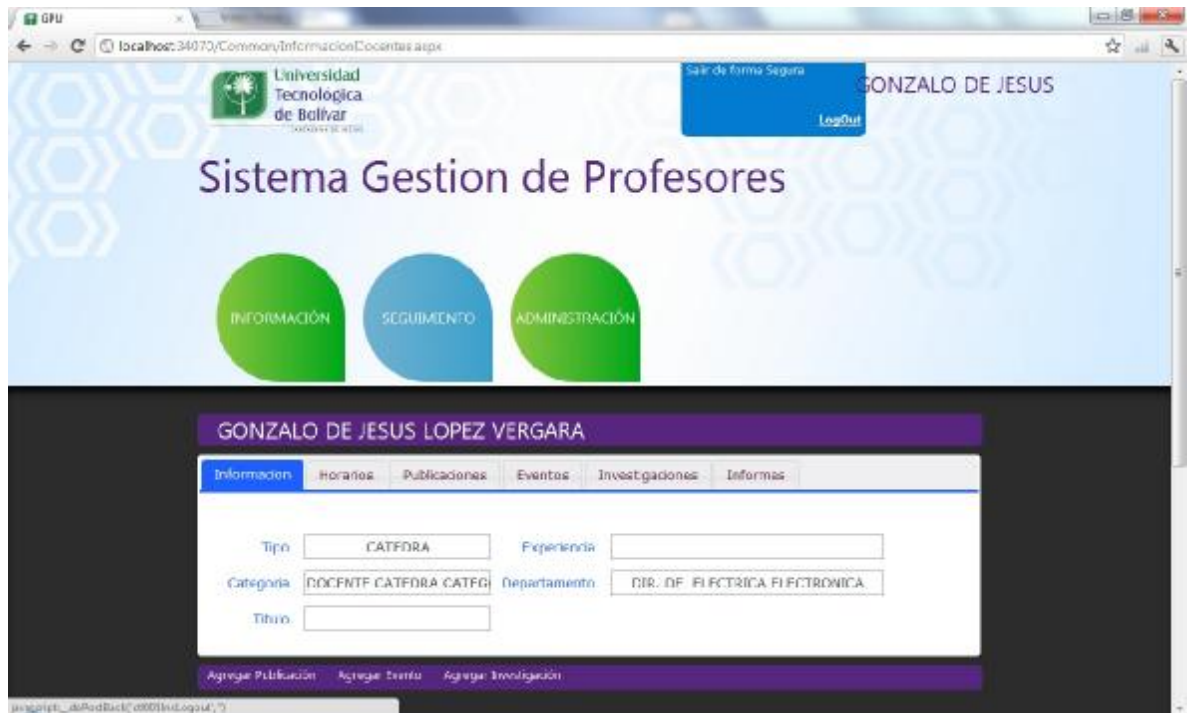 GPU
localhost:34070/Common/InformacionDocentes.aspx
Universidad
Tecnológica
de Bolívar
Salir de forma Segura
LogOut
GONZALO DE JESUS
Sistema Gestion de Profesores
INFORMACIÓN
SEGUIMIENTO
ADMINISTRACIÓN
GONZALO DE JESUS LOPEZ VERGARA
Informacion Horarios Publicaciones Eventos Investigaciones Informes
Tipo CATEDRA Experiencia
Categoria DOCENTE CATEDRA CATEG Departamento DIR. DE ELECTRICA ELECTRONICA
Titulo
Agregar Publicación Agregar Evento Agregar Investigación